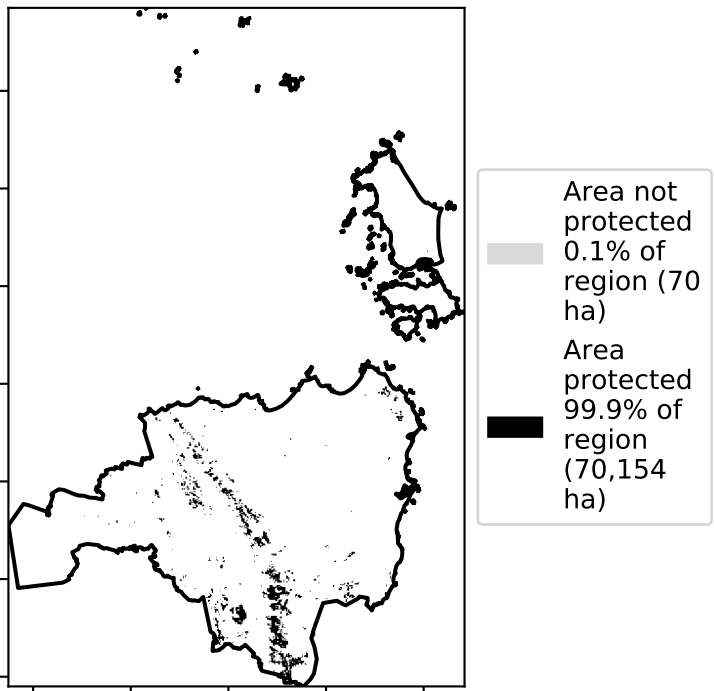 Area not
protected
0.1% of
region (70
ha)
Area
protected
99.9% of
region
(70,154
ha)